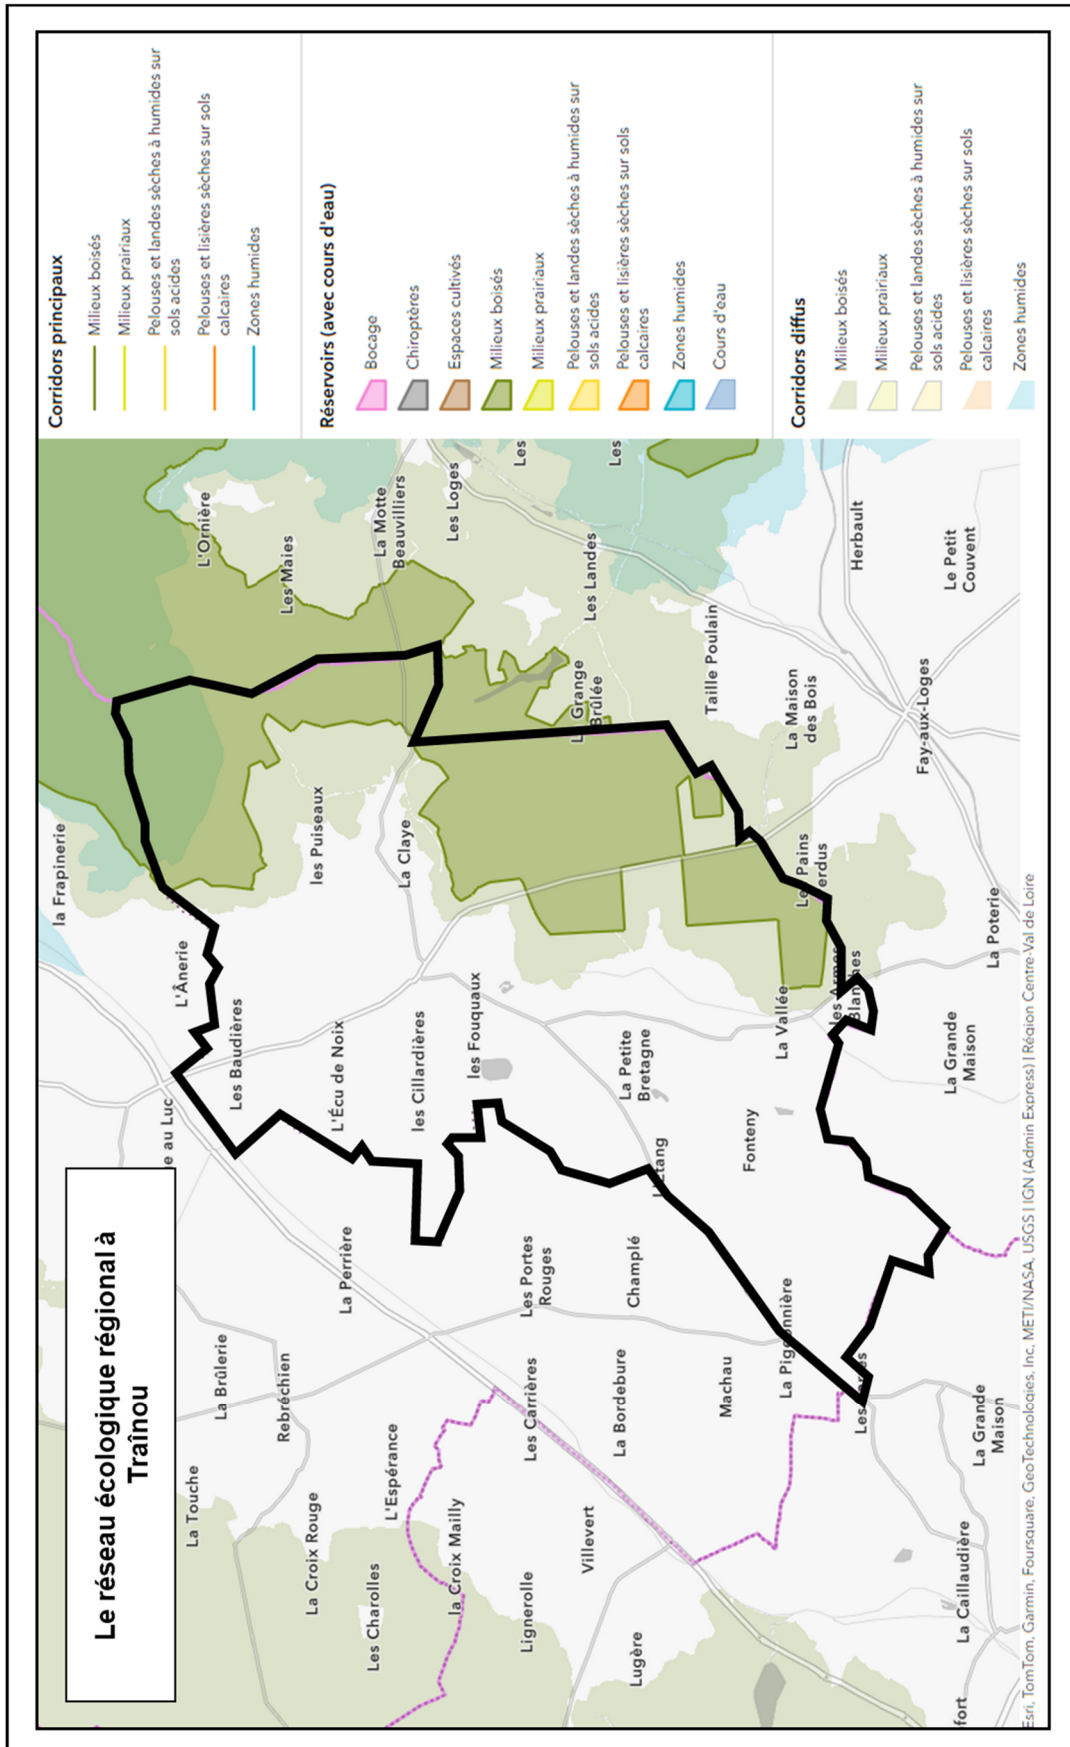 Le réseau écologique régional à
Traînou
Corridors principaux
Milieux boisés
Milieux prairiaux
Pelouses et landes sèches à humides sur
sols acides
Pelouses et lisières sèches sur sols
calcaires
Zones humides
Réservoirs (avec cours d'eau)
Bocage
Chiroptères
Espaces cultivés
Milieux boisés
Milieux prairiaux
Pelouses et landes sèches à humides sur
sols acides
Pelouses et lisières sèches sur sols
calcaires
Zones humides
Cours d'eau
Corridors diffus
Milieux boisés
Milieux prairiaux
Pelouses et landes sèches à humides sur
sols acides
Pelouses et lisières sèches sur sols
calcaires
Zones humides
la Frapinerie
L'Ânerie
L'Ornière
Les Maies
La Motte
Beauvilliers
Les Loges
Les
Les
Les Landes
La Touche
La Brûlerie
Rebréchien
e au Luc
Les Baudières
les Puiseaux
La Croix Rouge
La Perrière
L'Écu de Noix
La Claye
Les Charolles
L'Espérance
les Cillardières
la Croix Mailly
les Fouquaux
Lignerolle
Les Carrières
Les Portes
Rouges
Grange
Brûlée
Villevert
La Bordebure
Champlé
La Petite
Bretagne
Lugère
Machau
Fonteny
Taille Poulain
La Vallée
La Maison
des Bois
Herbault
les Armes
Blanches
Fay-aux-Loges
Le Petit
Couvent
La Caillaudière
La Grande
Maison
La Grande
Maison
La Poterie
fort
Esri, TomTom, Garmin, Foursquare, GeoTechnologies, Inc, METI/NASA, USGS | IGN (Admin Express) | Région Centre-Val de Loire